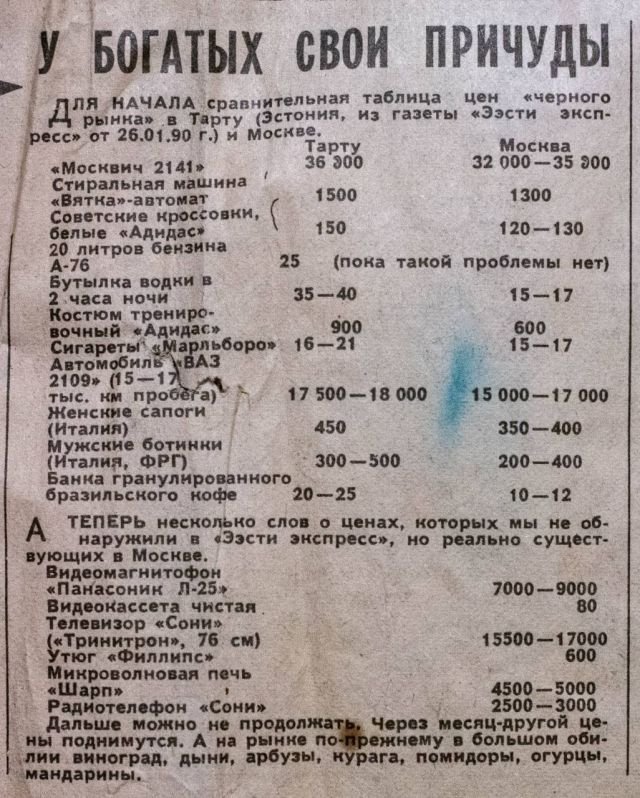 У БОГАТЫХ СВОИ ПРИЧУДЫ
ДЛЯ НАЧАЛА сравнительная таблица цен «черного
рынка» в Тарту (Эстония, из газеты «Ээсти эксп-
ресс» от 26.01.90 г.) и Москве.
Тарту Москва
«Москвич 2141» 36 000 32 000—35 000
Стиральная машина
«Вятка»-автомат 1500 1300
Советские кроссовки,
белые «Адидас» 150 120—130
20 литров бензина
А-76 25 (пока такой проблемы нет)
Бутылка водки в
2 часа ночи 35—40 15—17
Костюм трениро-
вочный «Адидас» 900 600
Сигареты «Марльборо» 16—21 15—17
Автомобиль «ВАЗ
2109» (15—17
тыс. км пробега) 17 500—18 000 15 000—17 000
Женские сапоги
(Италия) 450 350—400
Мужские ботинки
(Италия, ФРГ) 300—500 200—400
Банка гранулированного
бразильского кофе 20—25 10—12
А ТЕПЕРЬ несколько слов о ценах, которых мы не об-
наружили в «Ээсти экспресс», но реально сущест-
вующих в Москве.
Видеомагнитофон
«Панасоник Л-25» 7000—9000
Видеокассета чистая 80
Телевизор «Сони»
(«Тринитрон», 76 см) 15500—17000
Утюг «Филлипс» 600
Микроволновая печь
«Шарп» 4500—5000
Радиотелефон «Сони» 2500—3000
Дальше можно не продолжать. Через месяц-другой це-
ны поднимутся. А на рынке по-прежнему в большом оби-
лии виноград, дыни, арбузы, курага, помидоры, огурцы,
мандарины.